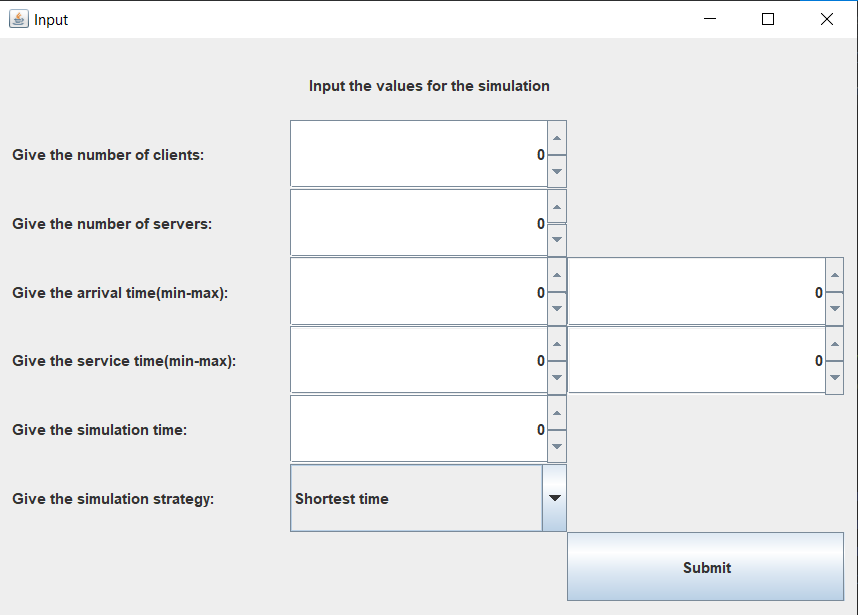 Input
Input the values for the simulation
Give the number of clients:
0
Give the number of servers:
0
Give the arrival time(min-max):
0
0
Give the service time(min-max):
0
0
Give the simulation time:
0
Give the simulation strategy:
Shortest time
Submit